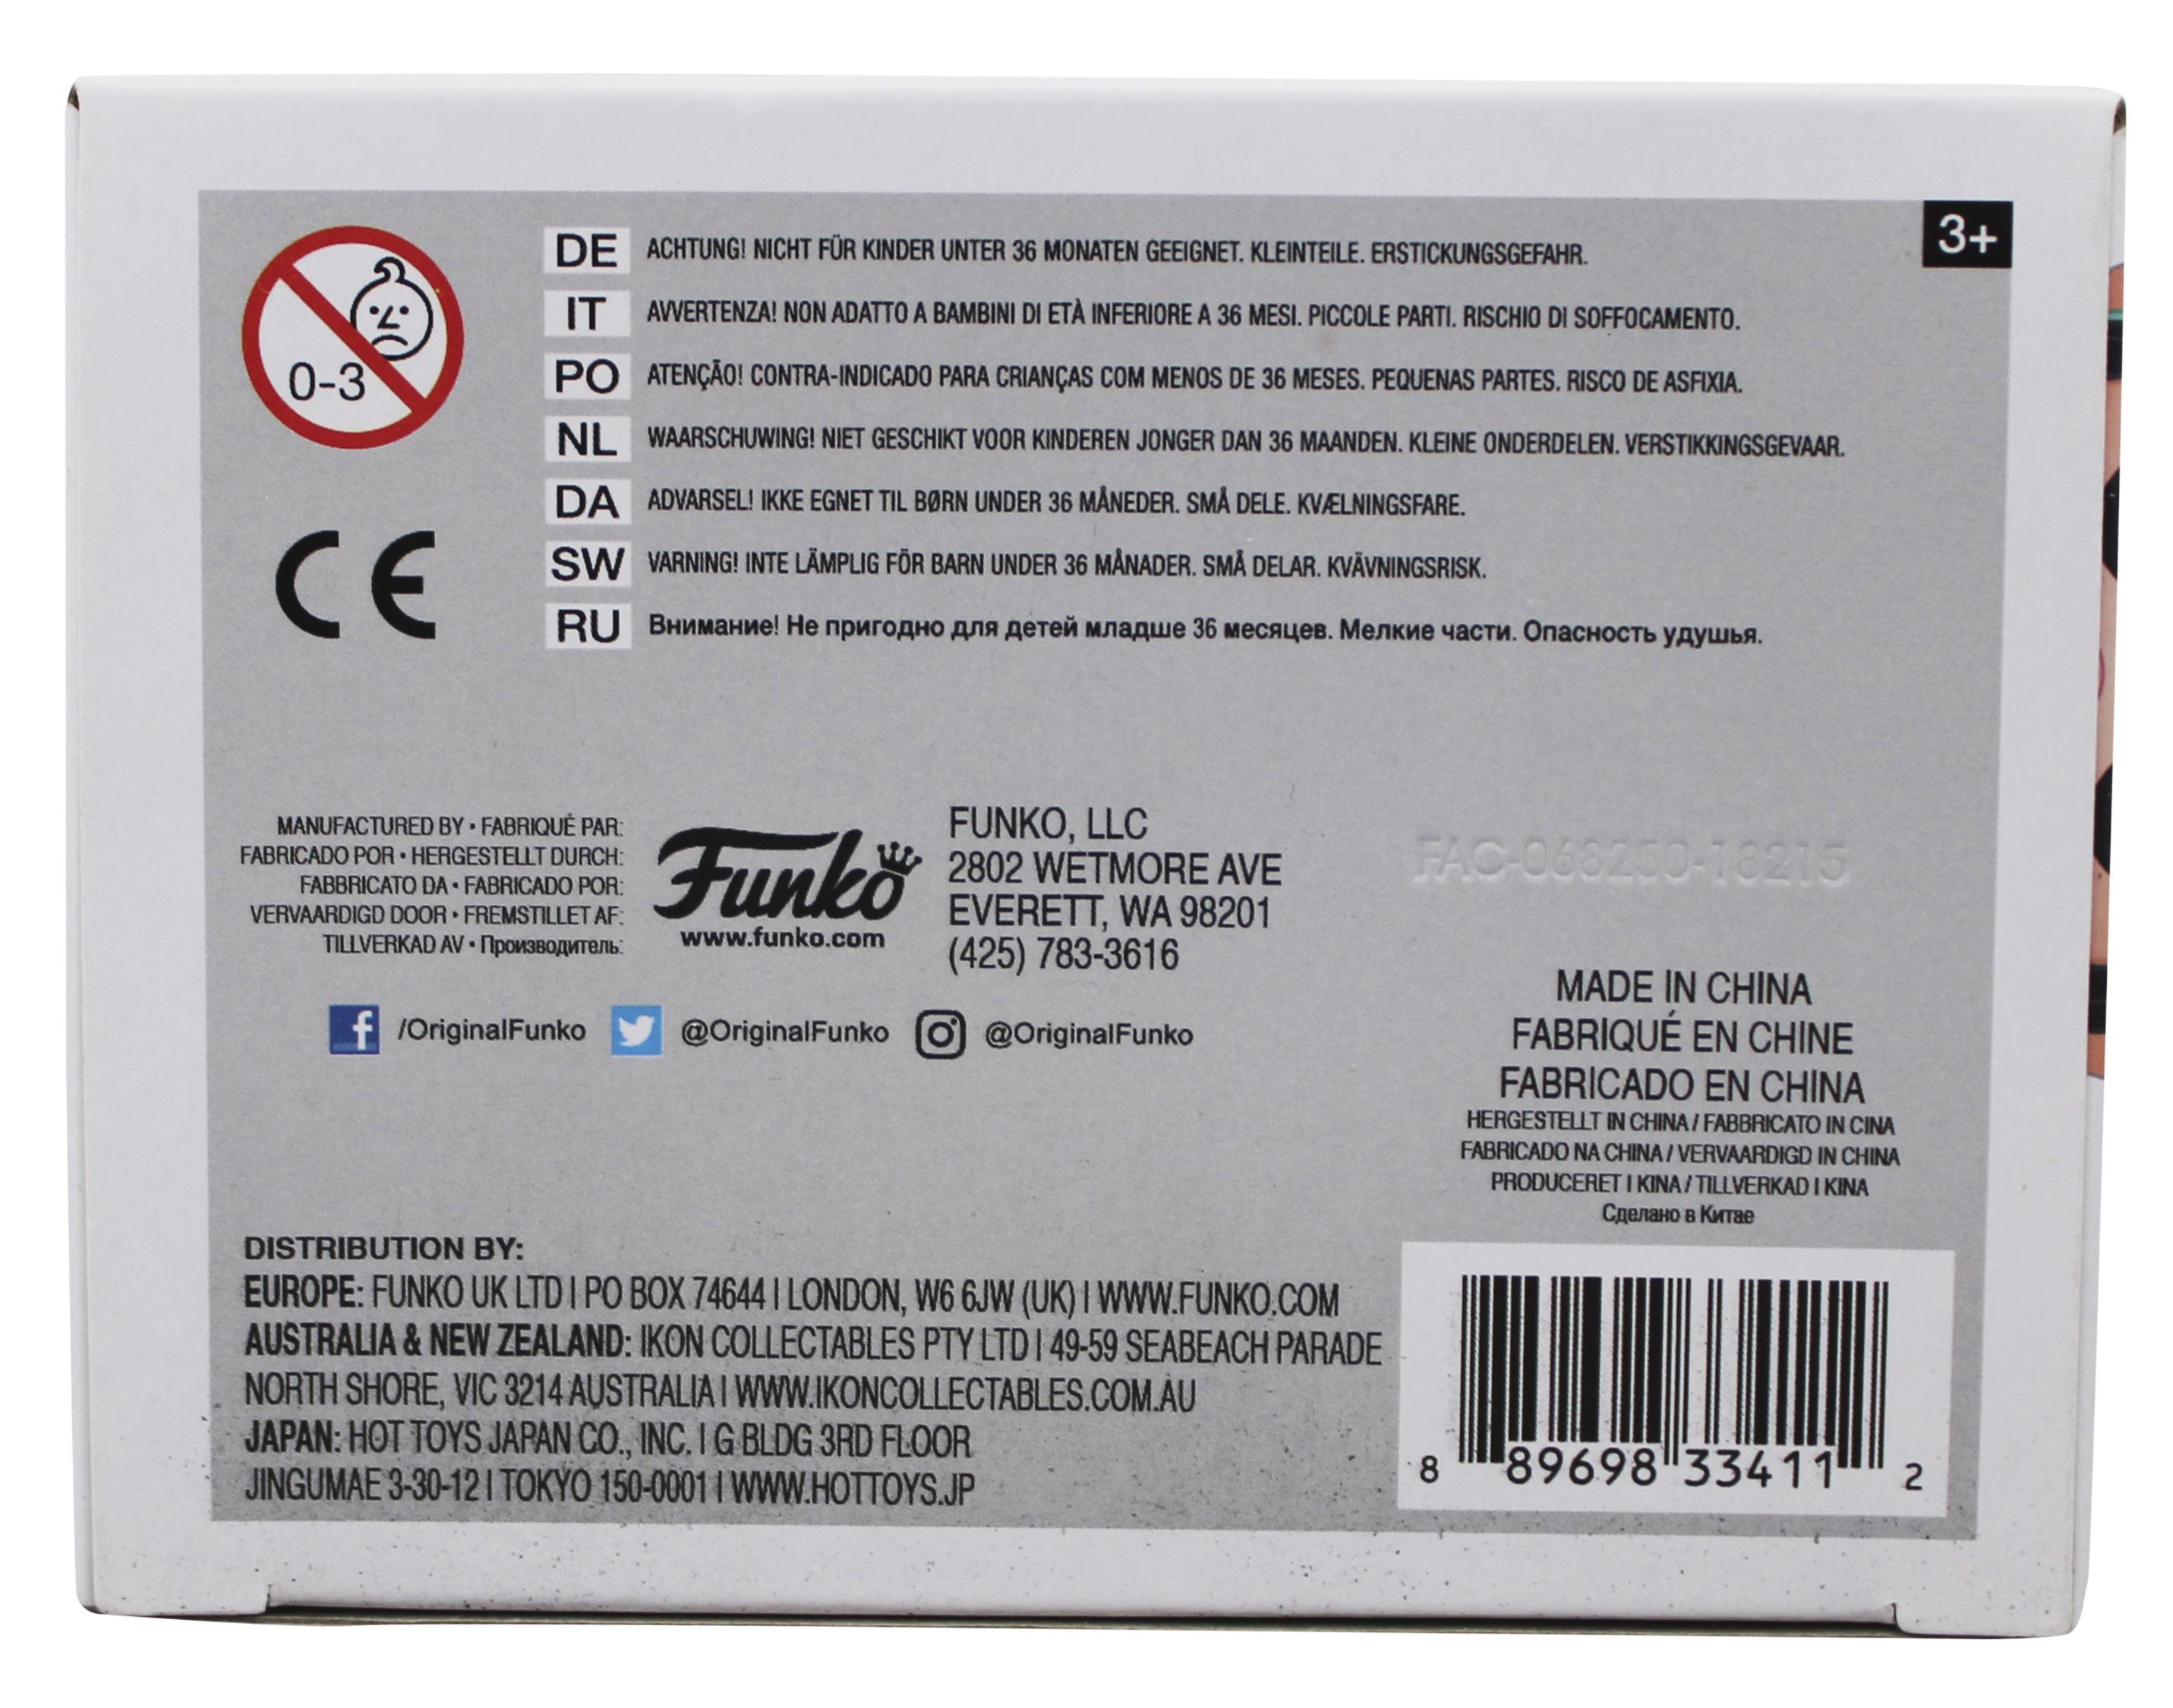 3+
0-3
DE ACHTUNG! NICHT FÜR KINDER UNTER 36 MONATEN GEEIGNET. KLEINTEILE. ERSTICKUNGSGEFAHR.
IT AVVERTENZA! NON ADATTO A BAMBINI DI ETÀ INFERIORE A 36 MESI. PICCOLE PARTI. RISCHIO DI SOFFOCAMENTO.
PO ATENÇÃO! CONTRA-INDICADO PARA CRIANÇAS COM MENOS DE 36 MESES. PEQUENAS PARTES. RISCO DE ASFIXIA.
NL WAARSCHUWING! NIET GESCHIKT VOOR KINDEREN JONGER DAN 36 MAANDEN. KLEINE ONDERDELEN. VERSTIKKINGSGEVAAR.
DA ADVARSEL! IKKE EGNET TIL BØRN UNDER 36 MÅNEDER. SMÅ DELE. KVÆLNINGSFARE.
SW VARNING! INTE LÄMPLIG FÖR BARN UNDER 36 MÅNADER. SMÅ DELAR. KVÄVNINGSRISK.
RU Внимание! Не пригодно для детей младше 36 месяцев. Мелкие части. Опасность удушья.
CE
MANUFACTURED BY • FABRIQUÉ PAR:
FABRICADO POR • HERGESTELLT DURCH:
FABBRICATO DA • FABRICADO POR:
VERVAARDIGD DOOR • FREMSTILLET AF:
TILLVERKAD AV • Производитель:
Funko
www.funko.com
FUNKO, LLC
2802 WETMORE AVE
EVERETT, WA 98201
(425) 783-3616
FAC-068250-16215
/OriginalFunko @OriginalFunko @OriginalFunko
MADE IN CHINA
FABRIQUÉ EN CHINE
FABRICADO EN CHINA
HERGESTELLT IN CHINA / FABBRICATO IN CINA
FABRICADO NA CHINA / VERVAARDIGD IN CHINA
PRODUCERET I KINA / TILLVERKAD I KINA
Сделано в Китае
DISTRIBUTION BY:
EUROPE: FUNKO UK LTD | PO BOX 74644 | LONDON, W6 6JW (UK) | WWW.FUNKO.COM
AUSTRALIA & NEW ZEALAND: IKON COLLECTABLES PTY LTD | 49-59 SEABEACH PARADE
NORTH SHORE, VIC 3214 AUSTRALIA | WWW.IKONCOLLECTABLES.COM.AU
JAPAN: HOT TOYS JAPAN CO., INC. | G BLDG 3RD FLOOR
JINGUMAE 3-30-12 | TOKYO 150-0001 | WWW.HOTTOYS.JP
8 89698 33411 2